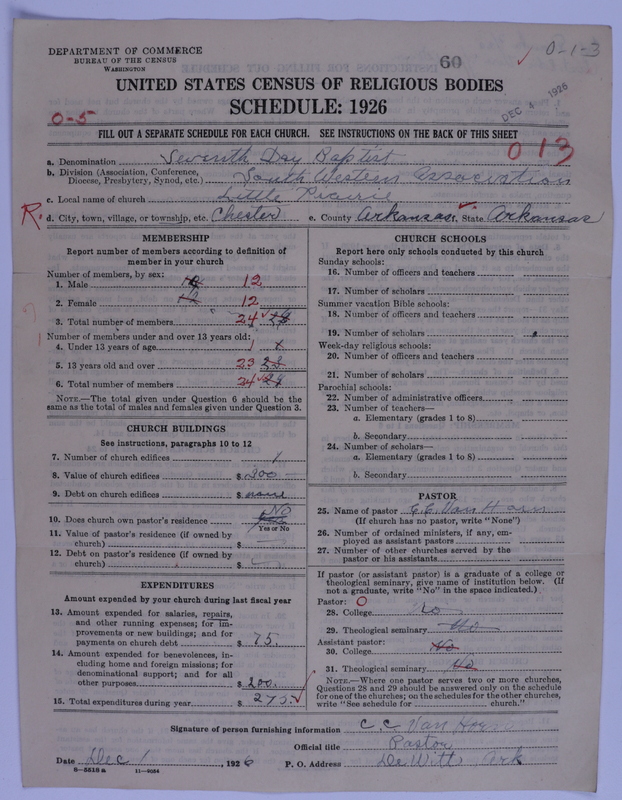 DEPARTMENT OF COMMERCE
BUREAU OF THE CENSUS
WASHINGTON
60
0-1-3
UNITED STATES CENSUS OF RELIGIOUS BODIES
SCHEDULE: 1926
DEC 4 1926
0-5
FILL OUT A SEPARATE SCHEDULE FOR EACH CHURCH. SEE INSTRUCTIONS ON THE BACK OF THIS SHEET
013
a. Denomination Seventh Day Baptist
b. Division (Association, Conference, Diocese, Presbytery, Synod, etc.) South Western Association
c. Local name of church Little Prairie
R. d. City, town, village, or township, etc. Chester e. County Arkansas f. State Arkansas
MEMBERSHIP
Report number of members according to definition of member in your church
Number of members, by sex:
1. Male 12
2. Female 12
3. Total number of members 24
Number of members under and over 13 years old:
4. Under 13 years of age 1
5. 13 years old and over 23
6. Total number of members 24
NOTE.—The total given under Question 6 should be the same as the total of males and females given under Question 3.
CHURCH BUILDINGS
See instructions, paragraphs 10 to 12
7. Number of church edifices 1
8. Value of church edifices $ 300
9. Debt on church edifices $ none
10. Does church own pastor's residence No
Yes or No
11. Value of pastor's residence (if owned by church) $
12. Debt on pastor's residence (if owned by church) $
EXPENDITURES
Amount expended by your church during last fiscal year
13. Amount expended for salaries, repairs, and other running expenses; for improvements or new buildings; and for payments on church debt $ 75.
14. Amount expended for benevolences, including home and foreign missions; for denominational support; and for all other purposes $ 200.
15. Total expenditures during year $ 275.
CHURCH SCHOOLS
Report here only schools conducted by this church
Sunday schools:
16. Number of officers and teachers
17. Number of scholars
Summer vacation Bible schools:
18. Number of officers and teachers
19. Number of scholars
Week-day religious schools:
20. Number of officers and teachers
21. Number of scholars
Parochial schools:
22. Number of administrative officers
23. Number of teachers—
a. Elementary (grades 1 to 8)
b. Secondary
24. Number of scholars—
a. Elementary (grades 1 to 8)
b. Secondary
PASTOR
25. Name of pastor C. C. Van Horn
(If church has no pastor, write "None")
26. Number of ordained ministers, if any, employed as assistant pastors
27. Number of other churches served by the pastor or his assistants
If pastor (or assistant pastor) is a graduate of a college or theological seminary, give name of institution below. (If not a graduate, write "No" in the space indicated.)
Pastor: O
28. College No
29. Theological seminary No
Assistant pastor:
30. College No
31. Theological seminary No
NOTE.—Where one pastor serves two or more churches, Questions 28 and 29 should be answered only on the schedule for one of the churches; on the schedules for the other churches, write "See schedule for church."
Signature of person furnishing information C. C. Van Horn
Official title Pastor
Date Dec 1, 1926 P. O. Address De Witt Ark
8-5518a 11-9054